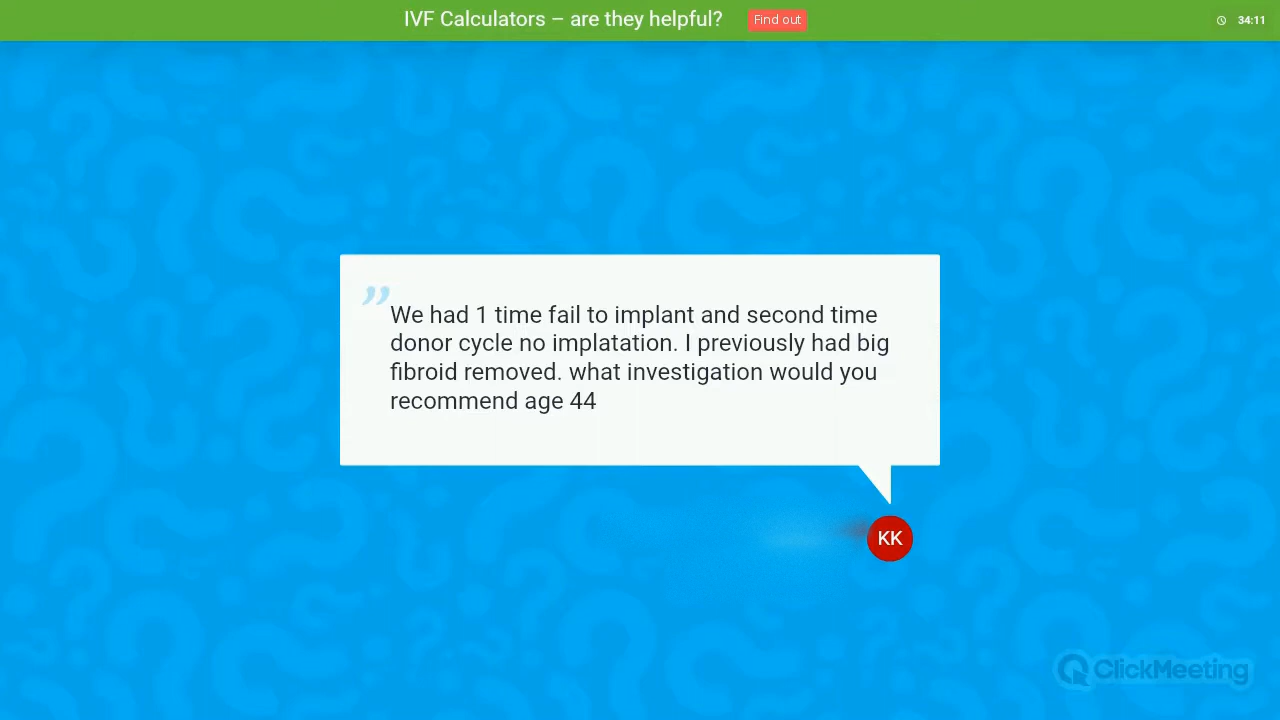 IVF Calculators – are they helpful? Find out 34:11
” We had 1 time fail to implant and second time
donor cycle no implatation. I previously had big
fibroid removed. what investigation would you
recommend age 44
KK
ClickMeeting